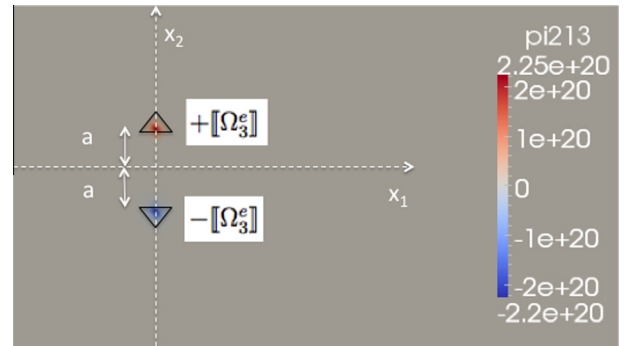 x₂
a
+⟦Ω₃ᵉ⟧
x₁
a
−⟦Ω₃ᵉ⟧
pi213
2.25e+20
2e+20
1e+20
0
-1e+20
-2e+20
-2.2e+20